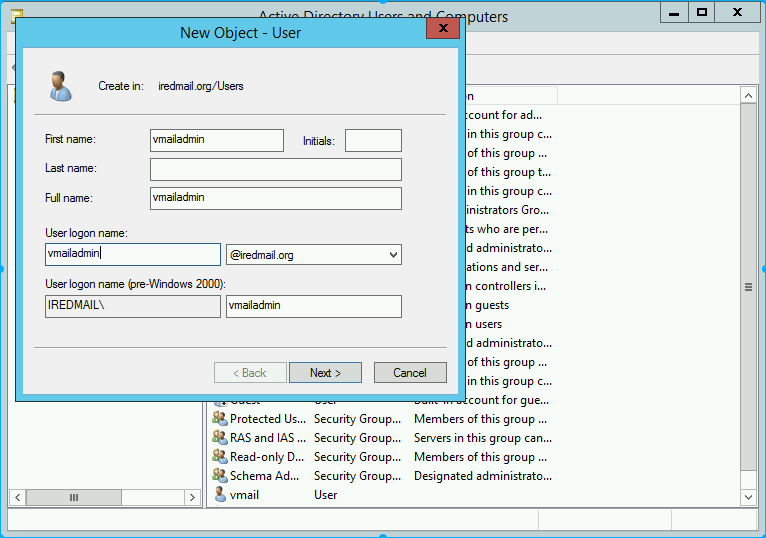 Active Directory Users and Computers
New Object - User
Create in: iredmail.org/Users
First name: vmailadmin Initials:
Last name:
Full name: vmailadmin
User logon name:
vmailadmin @iredmail.org
User logon name (pre-Windows 2000):
IREDMAIL\ vmailadmin
< Back Next > Cancel
count for ad...
in this group c...
of this group ...
of this group t...
in this group c...
ministrators Gro...
ts who are per...
ed administrato...
ations and ser...
n controllers i...
n guests
n users
ed administrato...
of this group ...
in this group c...
Guest User Built-in account for gue...
Protected Us... Security Group... Members of this group ...
RAS and IAS ... Security Group... Servers in this group can...
Read-only D... Security Group... Members of this group ...
Schema Ad... Security Group... Designated administrato...
vmail User